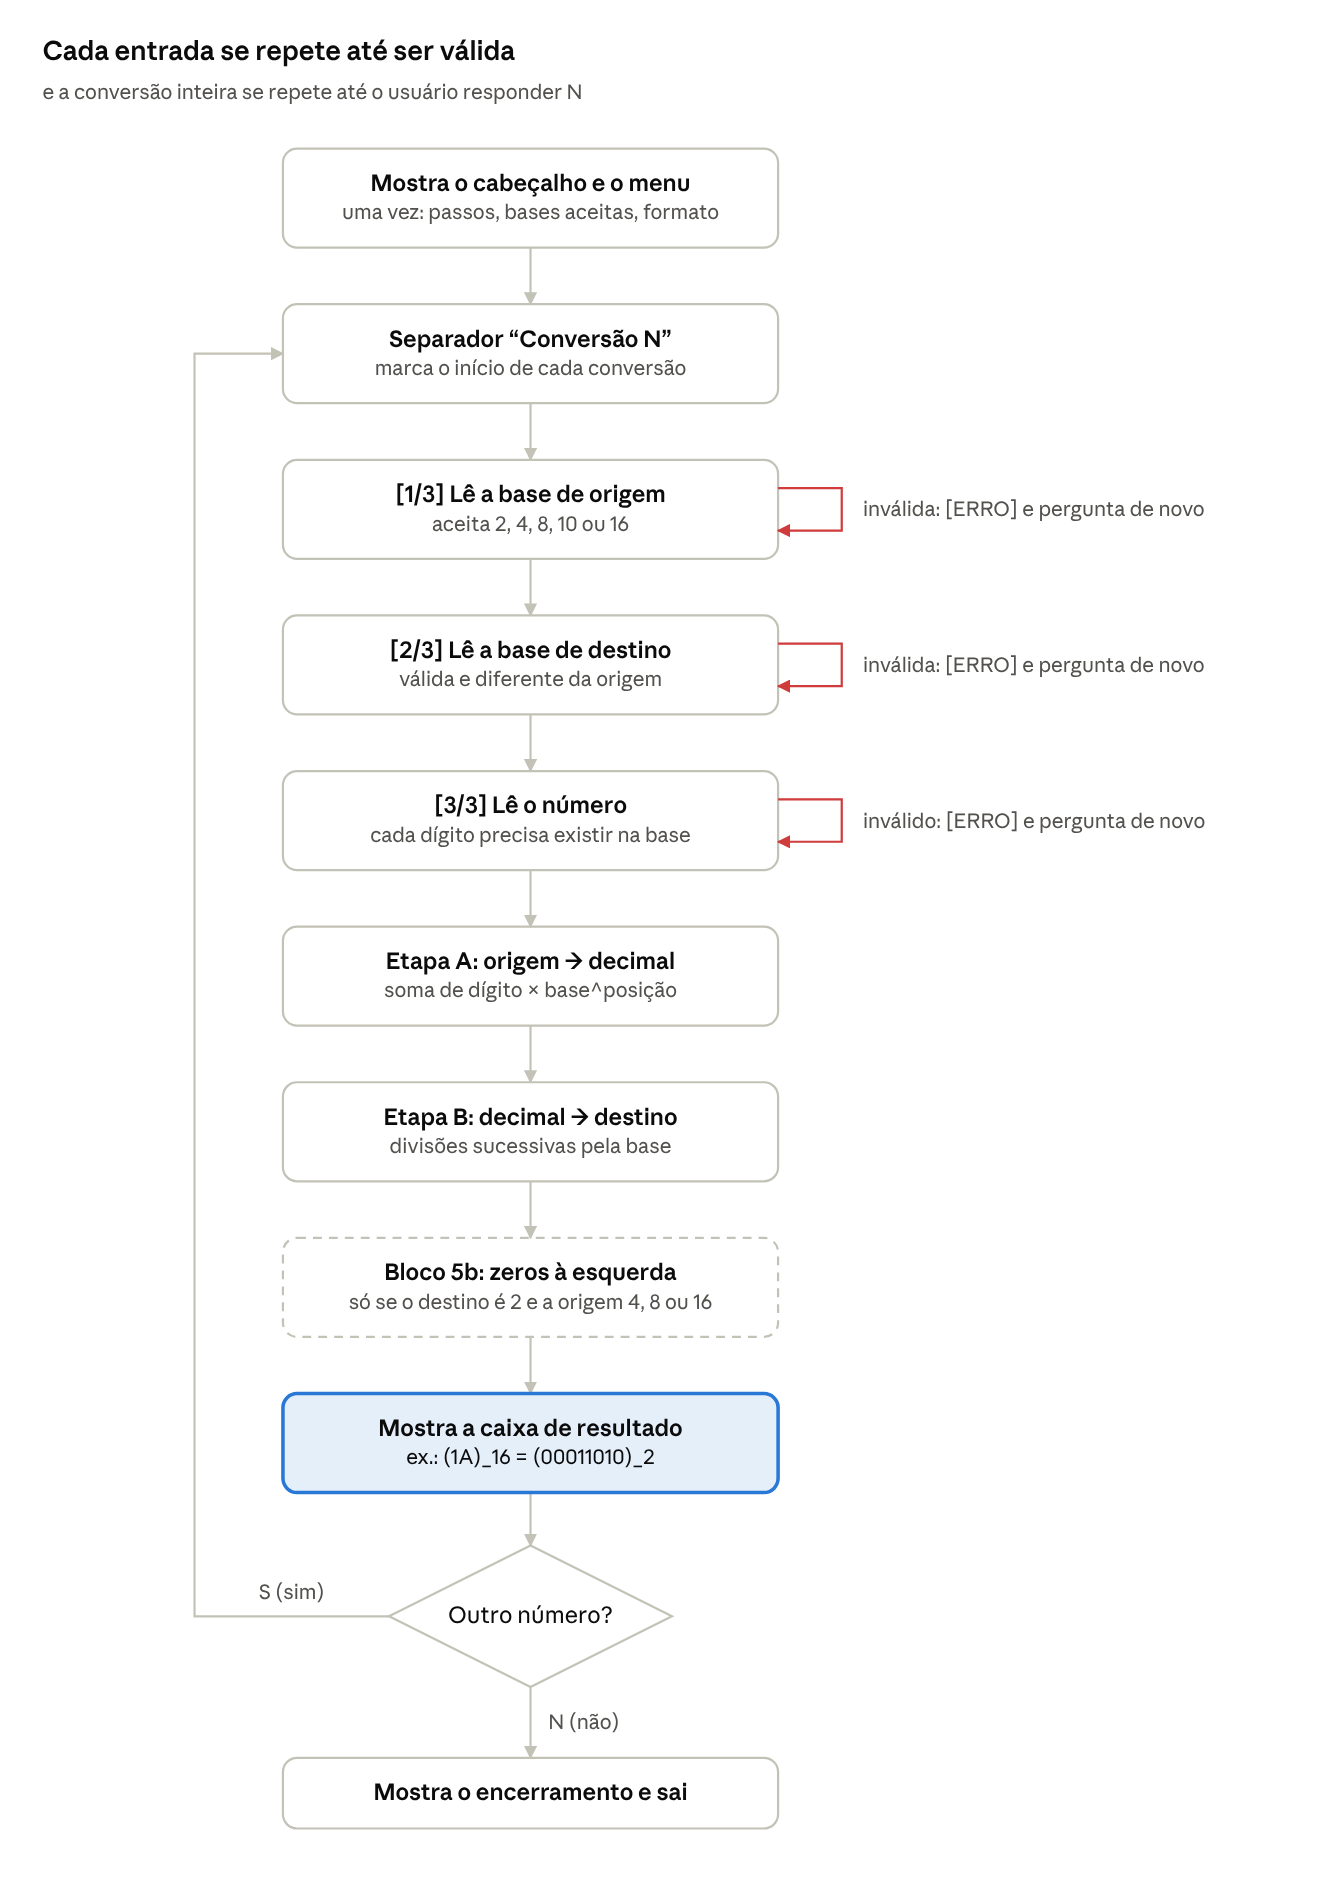 Cada entrada se repete até ser válida
e a conversão inteira se repete até o usuário responder N
Mostra o cabeçalho e o menu
uma vez: passos, bases aceitas, formato
Separador “Conversão N”
marca o início de cada conversão
[1/3] Lê a base de origem
aceita 2, 4, 8, 10 ou 16
inválida: [ERRO] e pergunta de novo
[2/3] Lê a base de destino
válida e diferente da origem
inválida: [ERRO] e pergunta de novo
[3/3] Lê o número
cada dígito precisa existir na base
inválido: [ERRO] e pergunta de novo
Etapa A: origem → decimal
soma de dígito × base^posição
Etapa B: decimal → destino
divisões sucessivas pela base
Bloco 5b: zeros à esquerda
só se o destino é 2 e a origem 4, 8 ou 16
Mostra a caixa de resultado
ex.: (1A)_16 = (00011010)_2
S (sim)
Outro número?
N (não)
Mostra o encerramento e sai